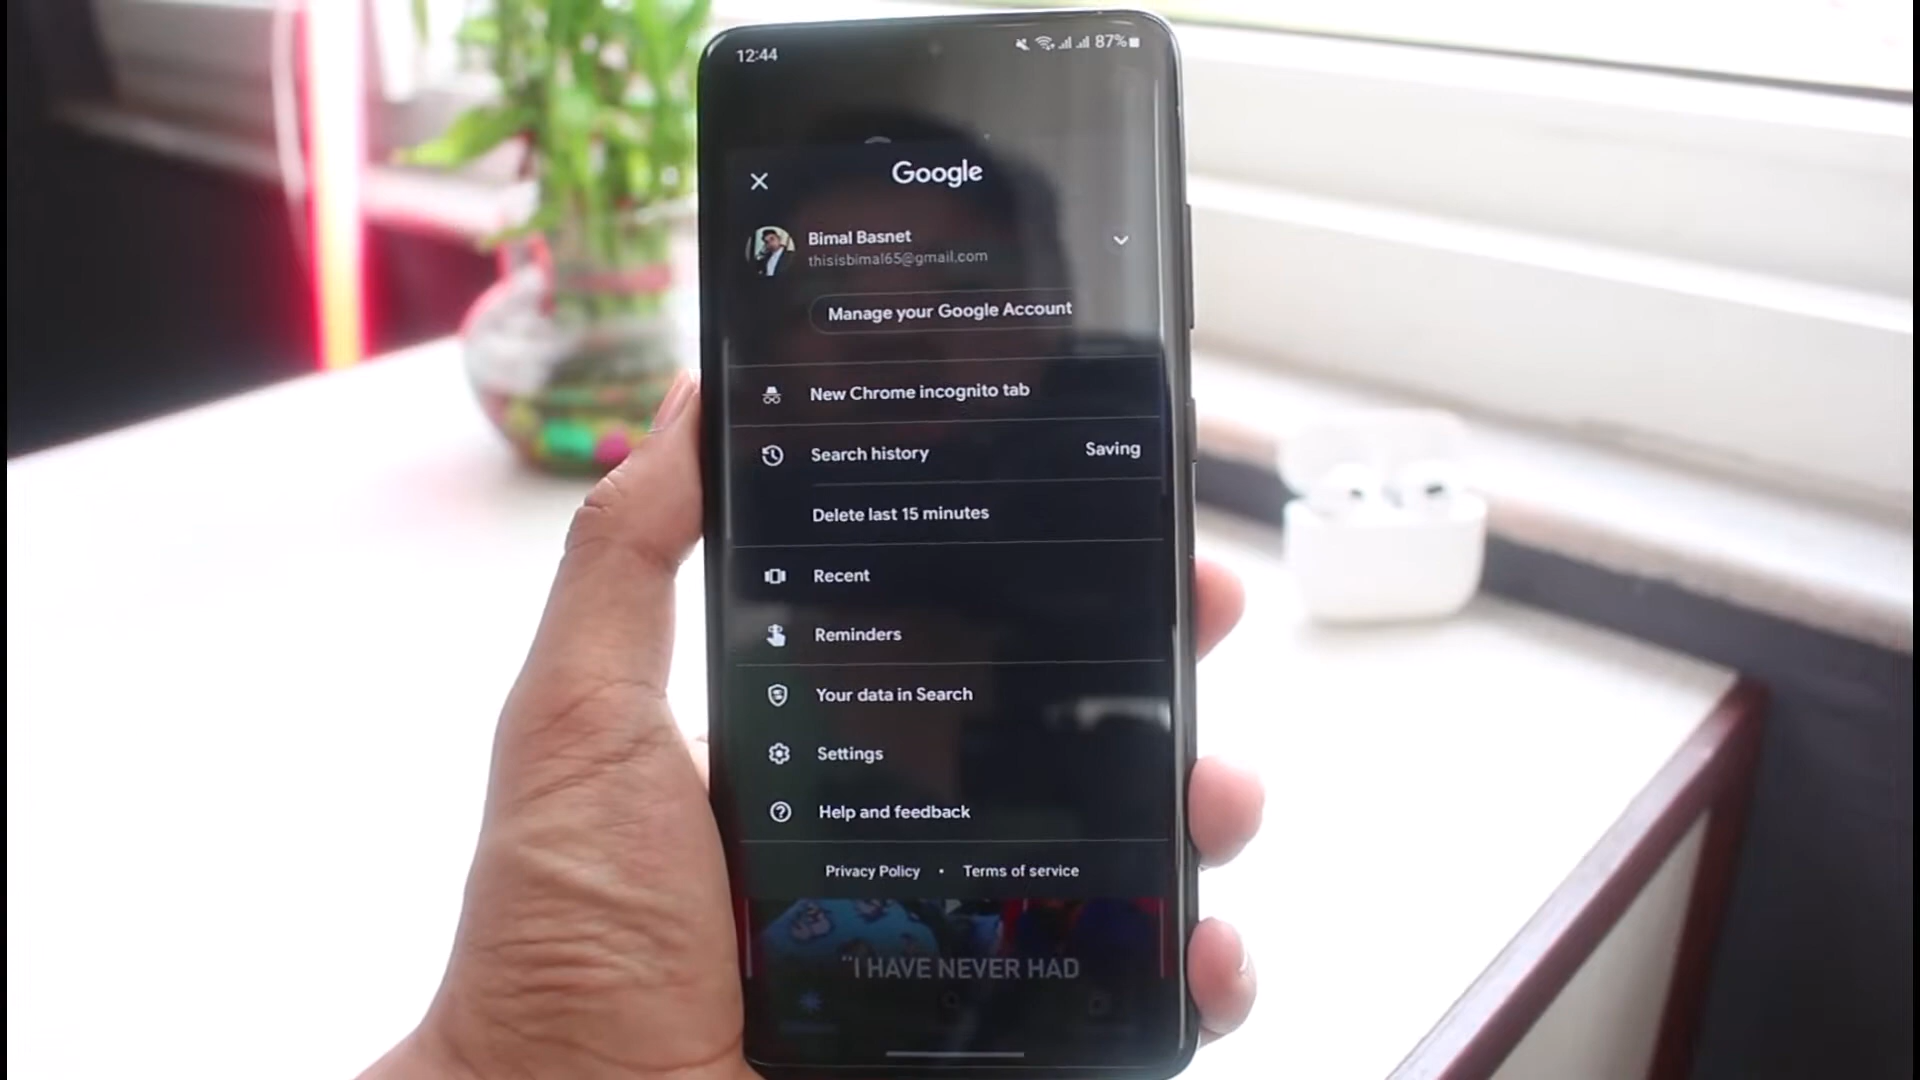 12:44
87%
Google
Bimal Basnet
thisisbimal65@gmail.com
Manage your Google Account
New Chrome incognito tab
Search history
Saving
Delete last 15 minutes
Recent
Reminders
Your data in Search
Settings
Help and feedback
Privacy Policy • Terms of service
"I HAVE NEVER HAD